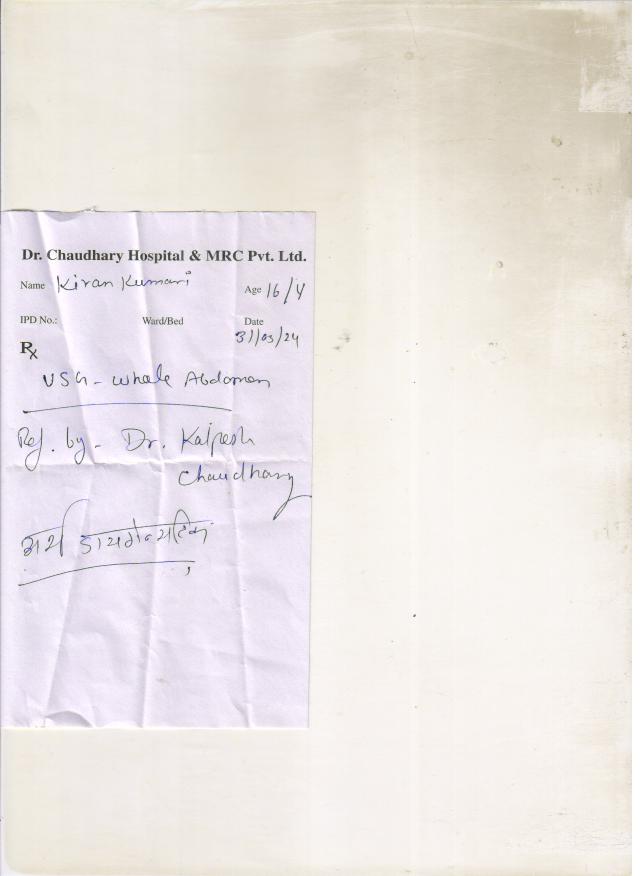 Dr. Chaudhary Hospital & MRC Pvt. Ltd.
Name Kiran Kumari Age 16/Y
IPD No.: Ward/Bed Date
31/03/24
Rx
USG - whole Abdomen
Ref. by - Dr. Kalpesh
Chaudhary
डायग्नोस्टिक